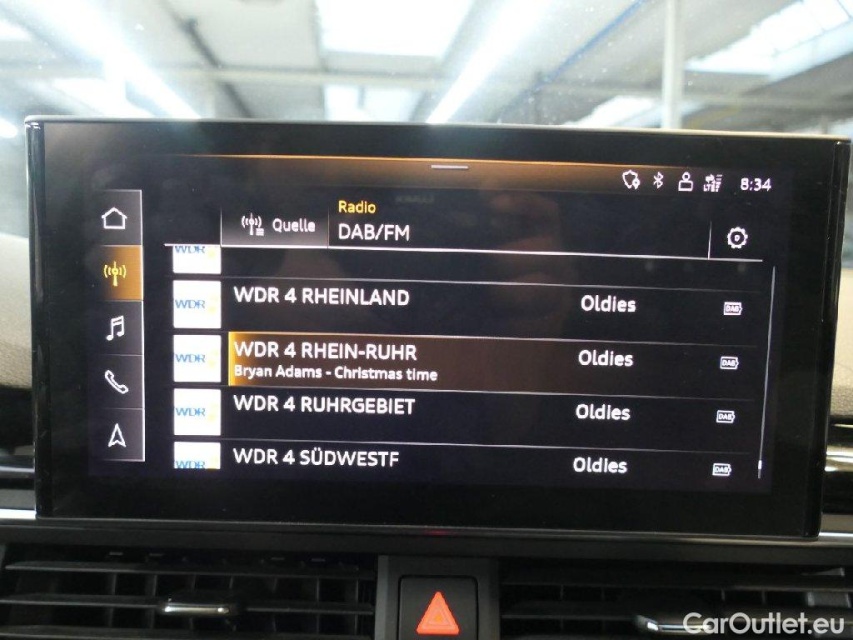 8:34
Radio
Quelle
DAB/FM
WDR
WDR
WDR 4 RHEINLAND
Oldies
DAB
WDR
WDR 4 RHEIN-RUHR
Oldies
DAB
Bryan Adams - Christmas time
WDR
WDR 4 RUHRGEBIET
Oldies
DAB
WDR
WDR 4 SÜDWESTF
Oldies
DAB
CarOutlet.eu